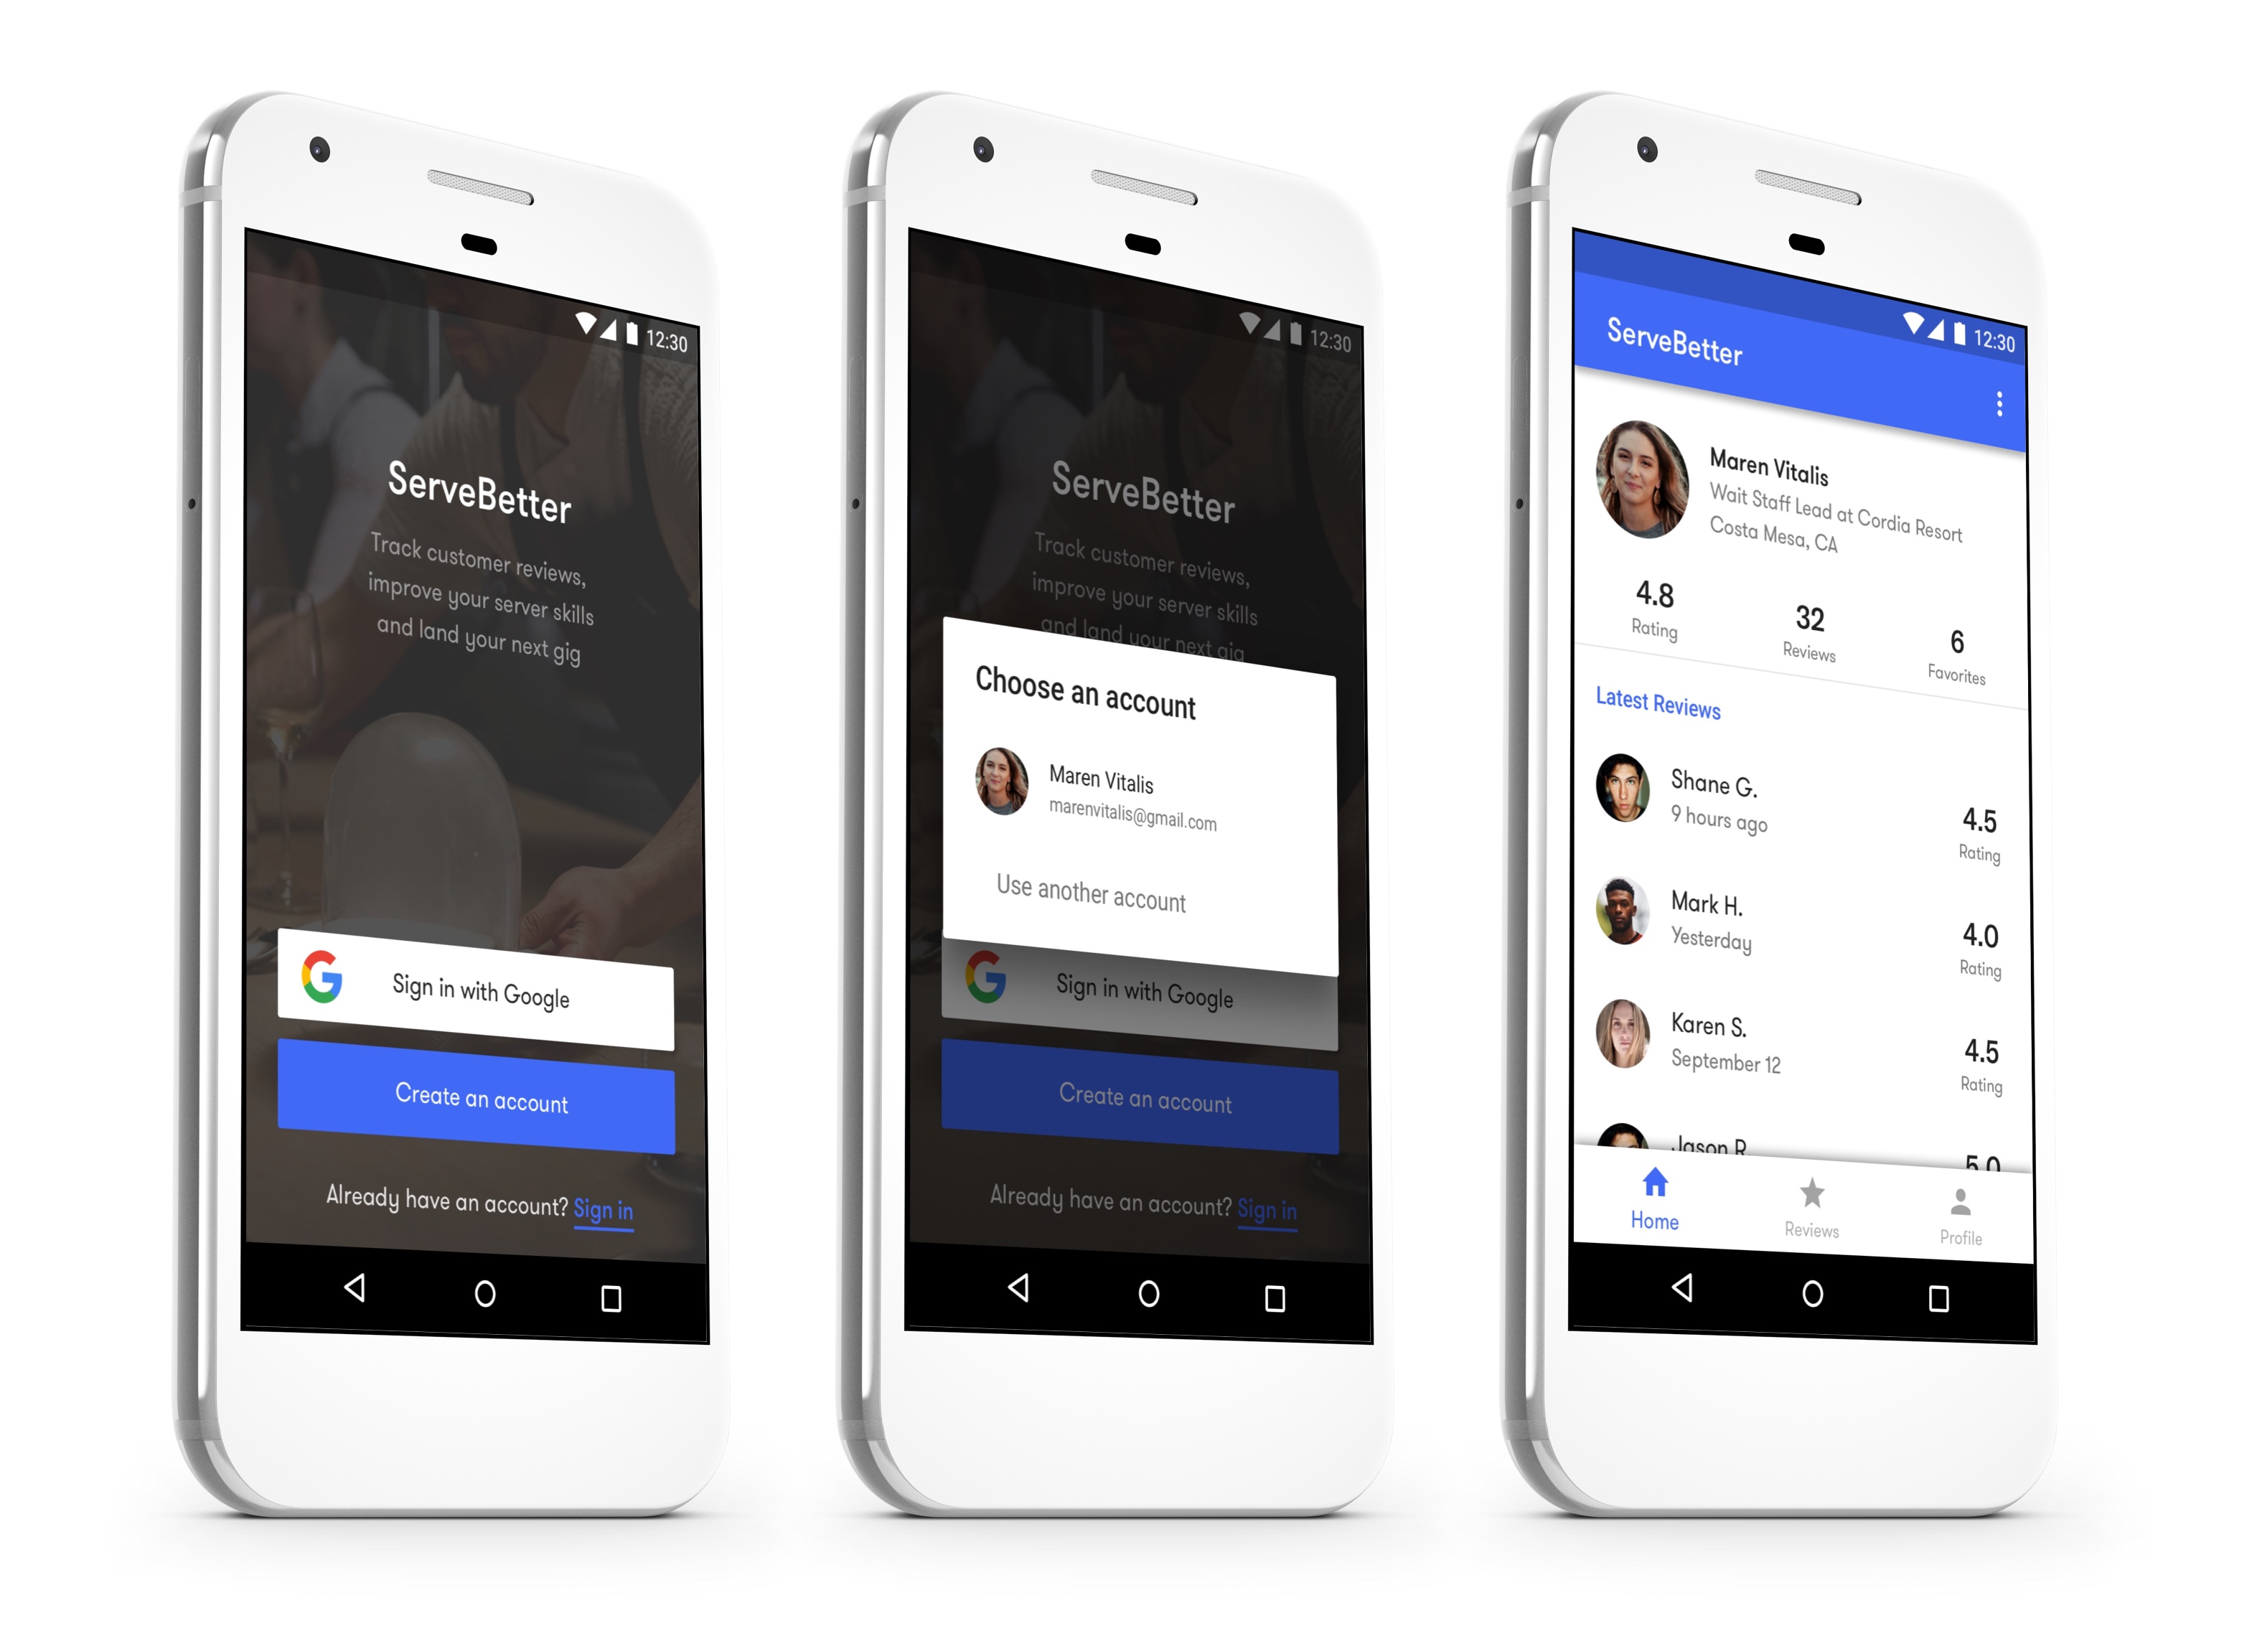 12:30
ServeBetter
Track customer reviews,
improve your server skills
and land your next gig
Sign in with Google
Create an account
Already have an account? Sign in
12:30
ServeBetter
Track customer reviews,
improve your server skills
and land your next gig
Choose an account
Maren Vitalis
marenvitalis@gmail.com
Use another account
Sign in with Google
Create an account
Already have an account? Sign in
12:30
ServeBetter
Maren Vitalis
Wait Staff Lead at Cordia Resort
Costa Mesa, CA
4.8
Rating
32
Reviews
6
Favorites
Latest Reviews
Shane G.
9 hours ago
4.5
Rating
Mark H.
Yesterday
4.0
Rating
Karen S.
September 12
4.5
Rating
Jason R
5.0
Home
Reviews
Profile